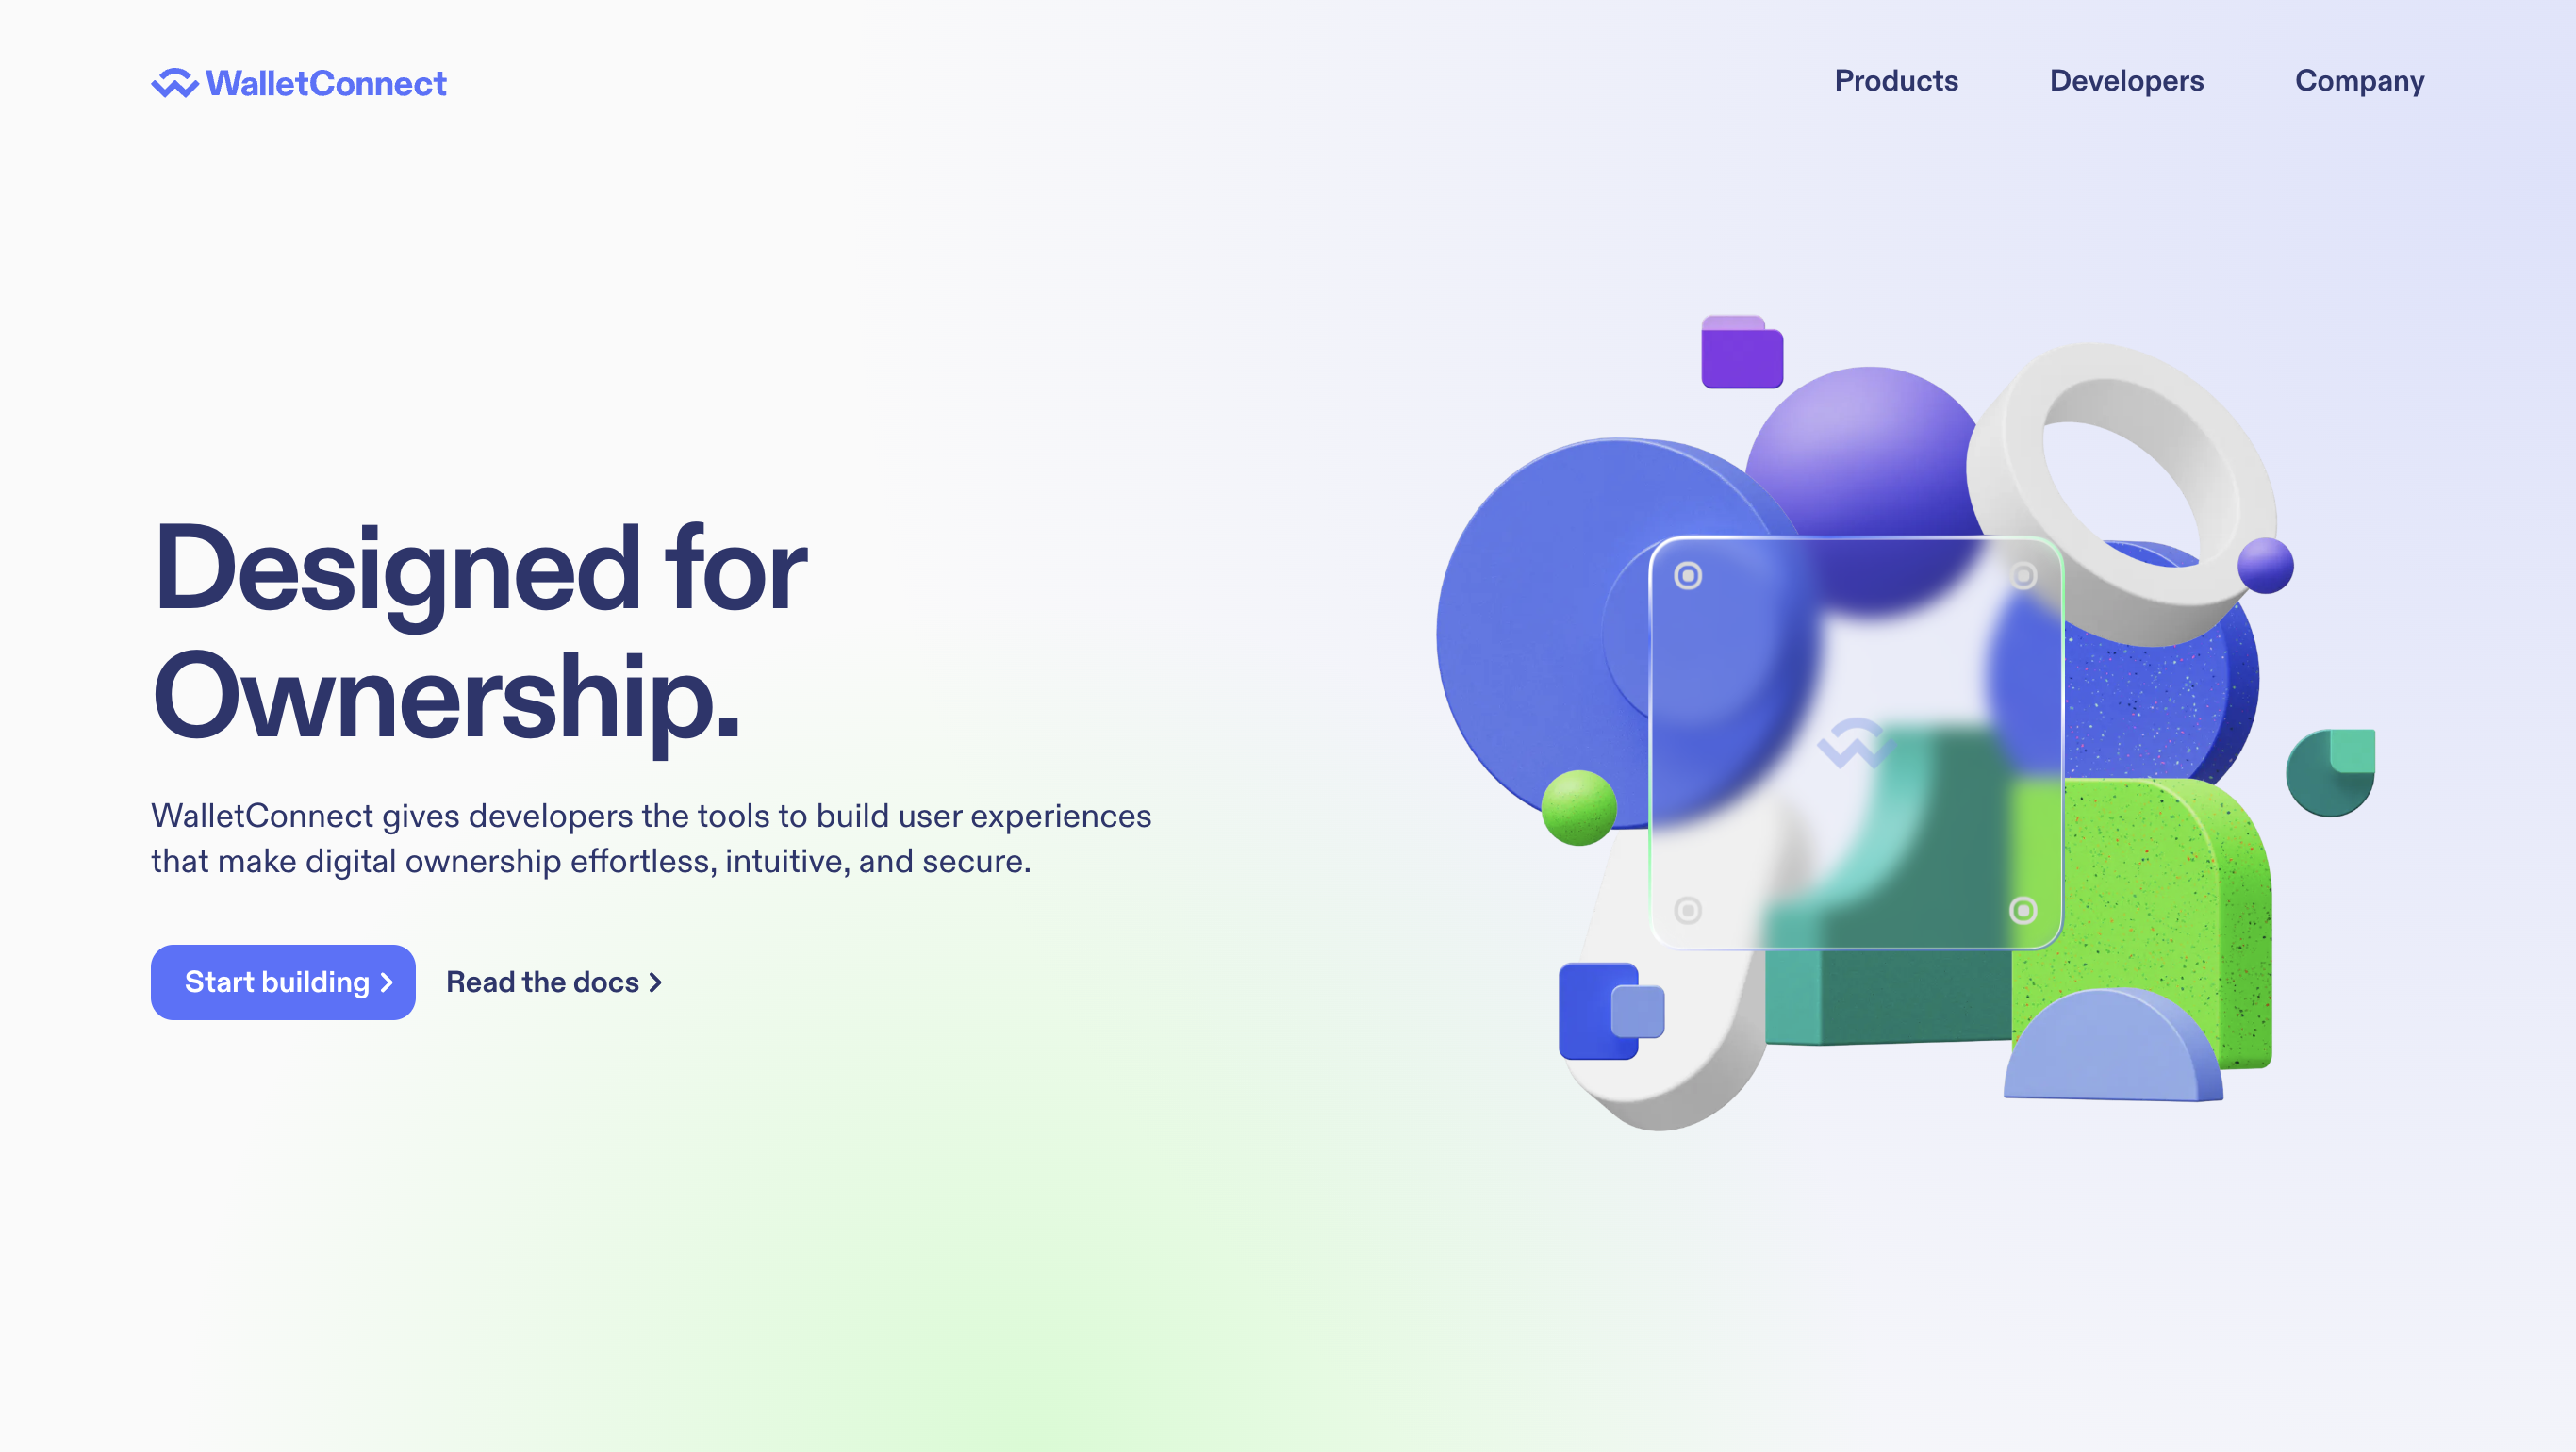 WalletConnect
Products
Developers
Company
Designed for
Ownership.
WalletConnect gives developers the tools to build user experiences
that make digital ownership effortless, intuitive, and secure.
Start building
Read the docs